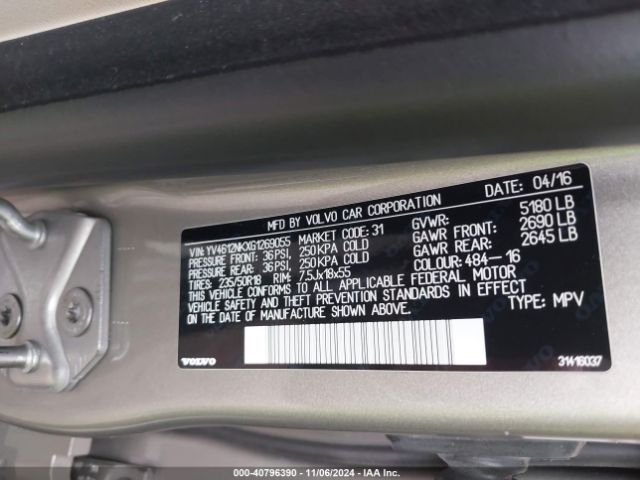 MFD BY VOLVO CAR CORPORATION DATE: 04/16
VIN: YV4612NKXG1269055 MARKET CODE: 31 GVWR: 5180 LB
PRESSURE FRONT: 36 PSI, 250 KPA COLD GAWR FRONT: 2690 LB
PRESSURE REAR: 36 PSI, 250 KPA COLD GAWR REAR: 2645 LB
TIRES: 235/50R18 RIM: 7.5Jx18x55 COLOUR: 484-16
THIS VEHICLE CONFORMS TO ALL APPLICABLE FEDERAL MOTOR
VEHICLE SAFETY AND THEFT PREVENTION STANDARDS IN EFFECT
ON THE DATE OF MANUFACTURE SHOWN ABOVE. TYPE: MPV
VOLVO 31416037
000-40796390 - 11/06/2024 - IAA Inc.